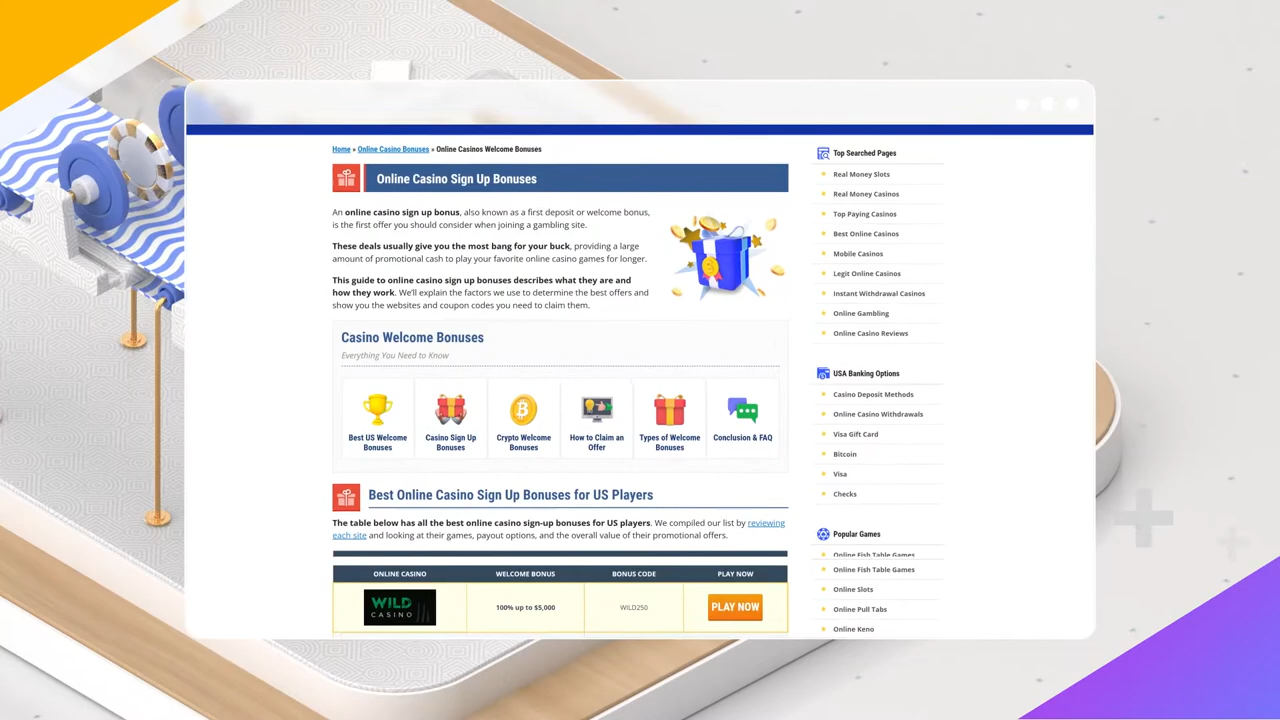 Home » Online Casino Bonuses » Online Casinos Welcome Bonuses
Online Casino Sign Up Bonuses
An online casino sign up bonus, also known as a first deposit or welcome bonus,
is the first offer you should consider when joining a gambling site.
These deals usually give you the most bang for your buck, providing a large
amount of promotional cash to play your favorite online casino games for longer.
This guide to online casino sign up bonuses describes what they are and
how they work. We'll explain the factors we use to determine the best offers and
show you the websites and coupon codes you need to claim them.
Casino Welcome Bonuses
Everything You Need to Know
Best US Welcome
Bonuses
Casino Sign Up
Bonuses
Crypto Welcome
Bonuses
How to Claim an
Offer
Types of Welcome
Bonuses
Conclusion & FAQ
Best Online Casino Sign Up Bonuses for US Players
The table below has all the best online casino sign-up bonuses for US players. We compiled our list by reviewing
each site and looking at their games, payout options, and the overall value of their promotional offers.
ONLINE CASINO WELCOME BONUS BONUS CODE PLAY NOW
WILD
CASINO
100% up to $5,000 WILD250 PLAY NOW
Top Searched Pages
Real Money Slots
Real Money Casinos
Top Paying Casinos
Best Online Casinos
Mobile Casinos
Legit Online Casinos
Instant Withdrawal Casinos
Online Gambling
Online Casino Reviews
USA Banking Options
Casino Deposit Methods
Online Casino Withdrawals
Visa Gift Card
Bitcoin
Visa
Checks
Popular Games
Online Fish Table Games
Online Fish Table Games
Online Slots
Online Pull Tabs
Online Keno